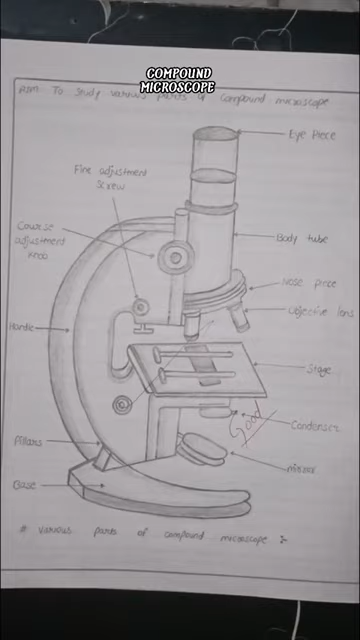 COMPOUND
MICROSCOPE
Aim To study various parts of compound microscope
Eye Piece
Fine adjustment
screw
Course
adjustment
knob
Body tube
Nose piece
Objective lens
Handle
Stage
Good
Condenser
Pillars
mirror
Base
# various parts of compound microscope :-